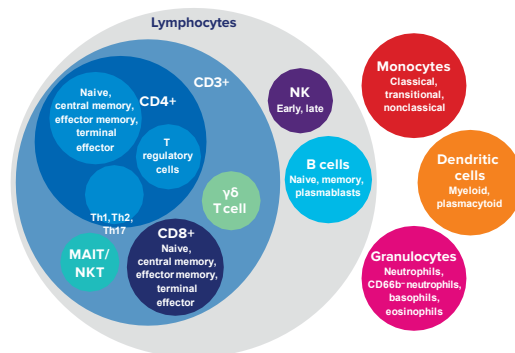 Lymphocytes
CD3+
CD4+
Naive,
central memory,
effector memory,
terminal
effector
T
regulatory
cells
Th1,Th2,
Th17
γδ
T cell
MAIT/
NKT
CD8+
Naive,
central memory,
effector memory,
terminal
effector
NK
Early, late
B cells
Naive, memory,
plasmablasts
Monocytes
Classical,
transitional,
nonclassical
Dendritic
cells
Myeloid,
plasmacytoid
Granulocytes
Neutrophils,
CD66b⁻ neutrophils,
basophils,
eosinophils